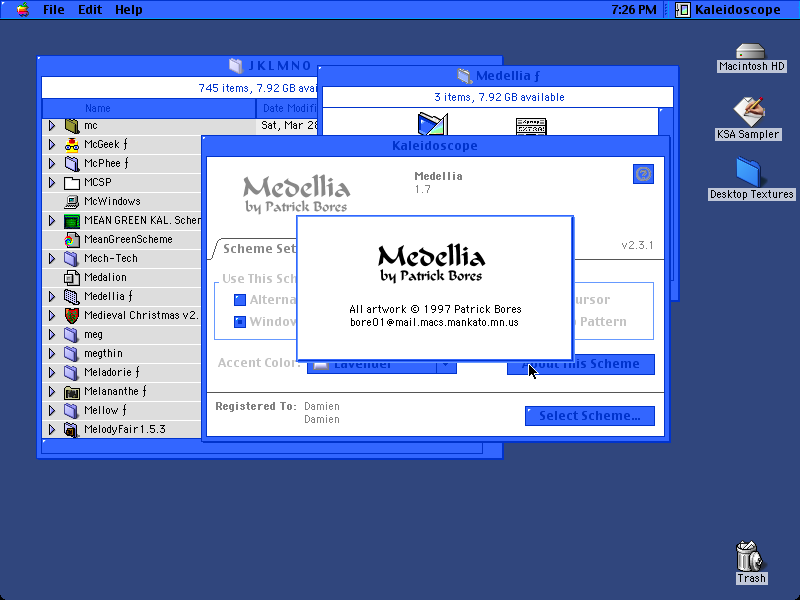 File Edit Help
7:26 PM Kaleidoscope
Macintosh HD
KSA Sampler
Desktop Textures
Trash
J K L M N O
745 items, 7.92 GB avai
Name Date Modifi
mc Sat, Mar 28
McGeek ƒ
McPhee ƒ
MCSP
McWindows
MEAN GREEN KAL. Schem
MeanGreenScheme
Mech-Tech
Medalion
Medellia ƒ
Medieval Christmas v2.
meg
megthin
Meladorie ƒ
Melananthe ƒ
Mellow ƒ
MelodyFair 1.5.3
Medellia ƒ
3 items, 7.92 GB available
Kaleidoscope
Medellia
by Patrick Bores
Medellia
1.7
Scheme Set
v2.3.1
Use This Sch
Alterna
Window
ursor
Pattern
Accent Color: Lavender
About This Scheme
Registered To: Damien
Damien
Select Scheme...
Medellia
by Patrick Bores
All artwork © 1997 Patrick Bores
bore01@mail.macs.mankato.mn.us